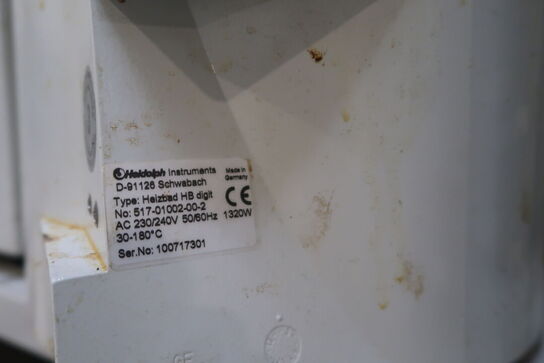 Heidolph Instruments Made in
D-91126 Schwabach Germany
Type: Heizbad HB digit
No: 517-01002-00-2 CE
AC 230/240V 50/60Hz 1320W
30-180°C
Ser.No: 100717301